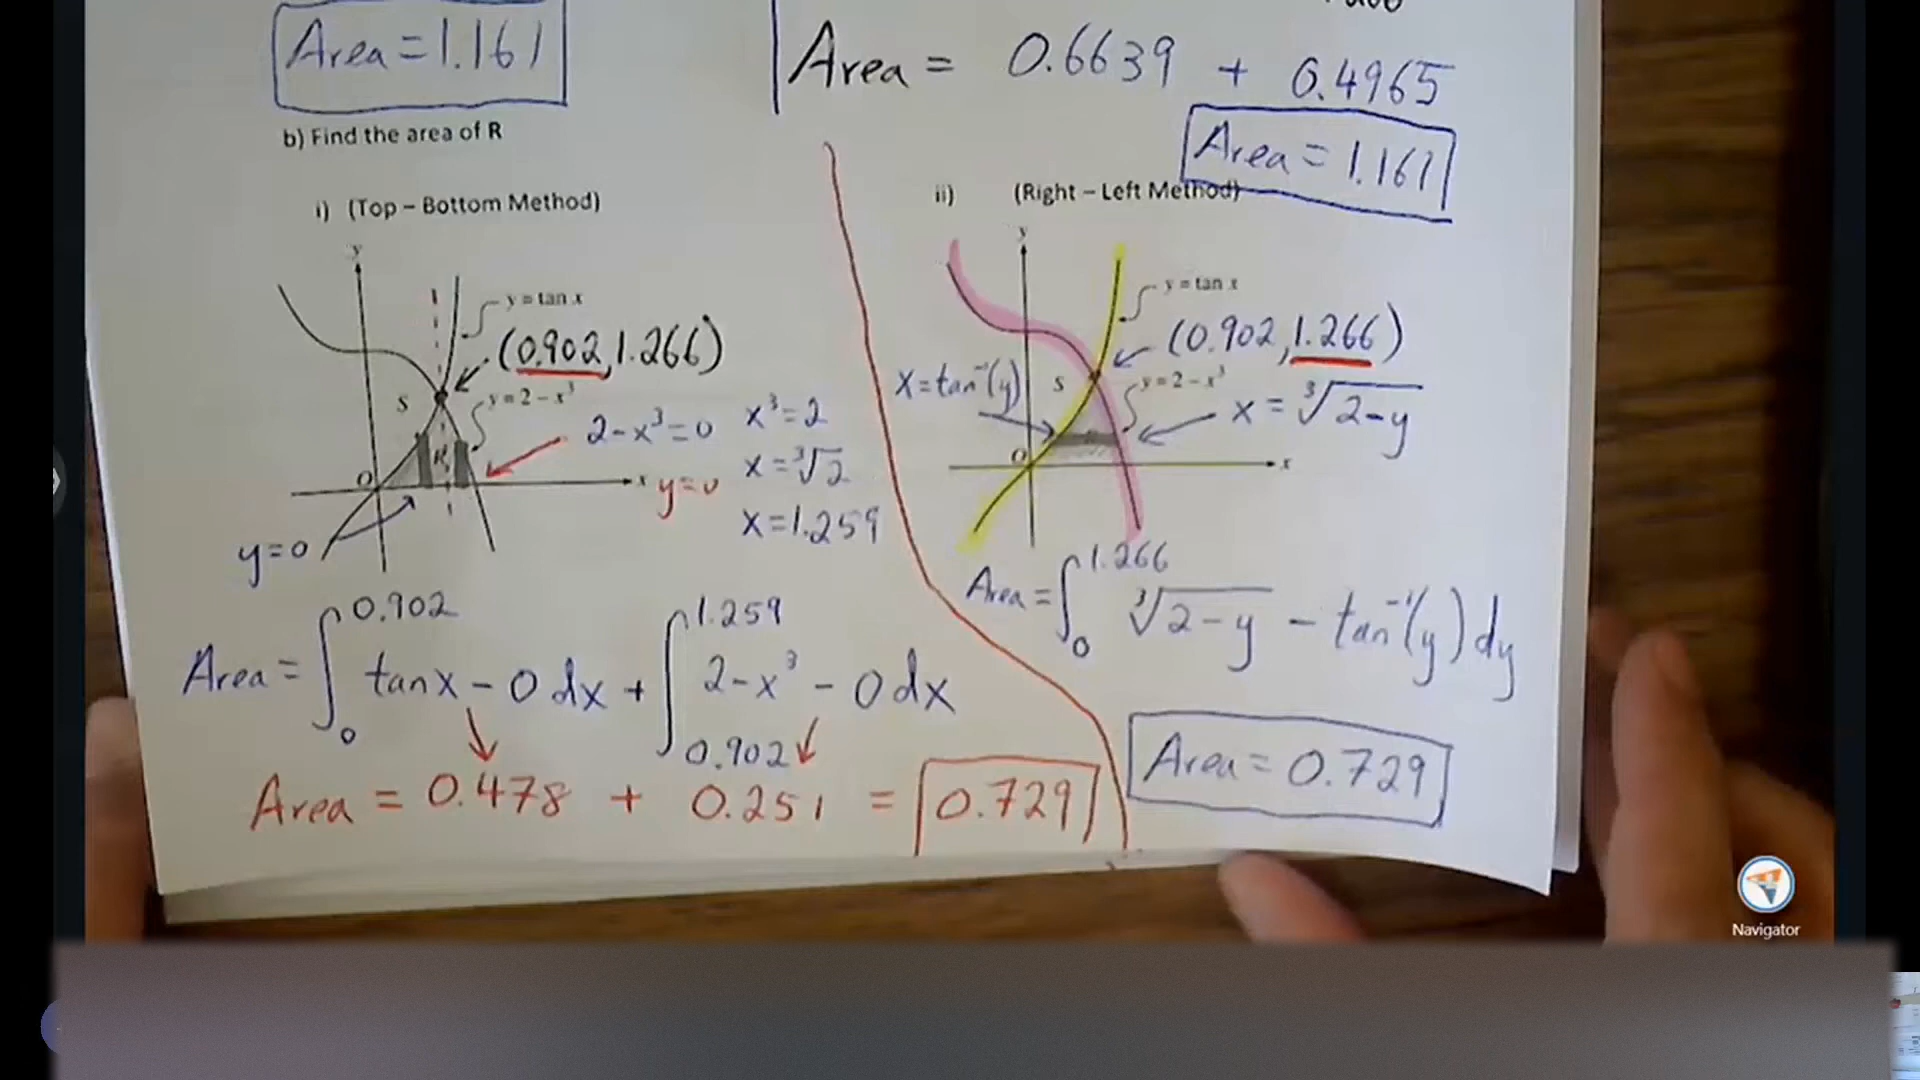 Area = 1.161
Area = 0.6639 + 0.4965
Area = 1.161
b) Find the area of R
i) (Top – Bottom Method)
y
y = tan x
(0.902, 1.266)
S
y = 2 – x³
R
O
x
y=0
y=0
2-x³=0
x³=2
x=³√2
x=1.259
Area = ∫₀^0.902 tanx - 0 dx + ∫_0.902^1.259 2-x³ - 0 dx
Area = 0.478 + 0.251 = 0.729
ii) (Right – Left Method)
y
y = tan x
(0.902, 1.266)
x=tan⁻¹(y)
S
y = 2 – x³
x = ³√2-y
O
x
Area = ∫₀^1.266 ³√2-y - tan⁻¹(y) dy
Area = 0.729
Navigator